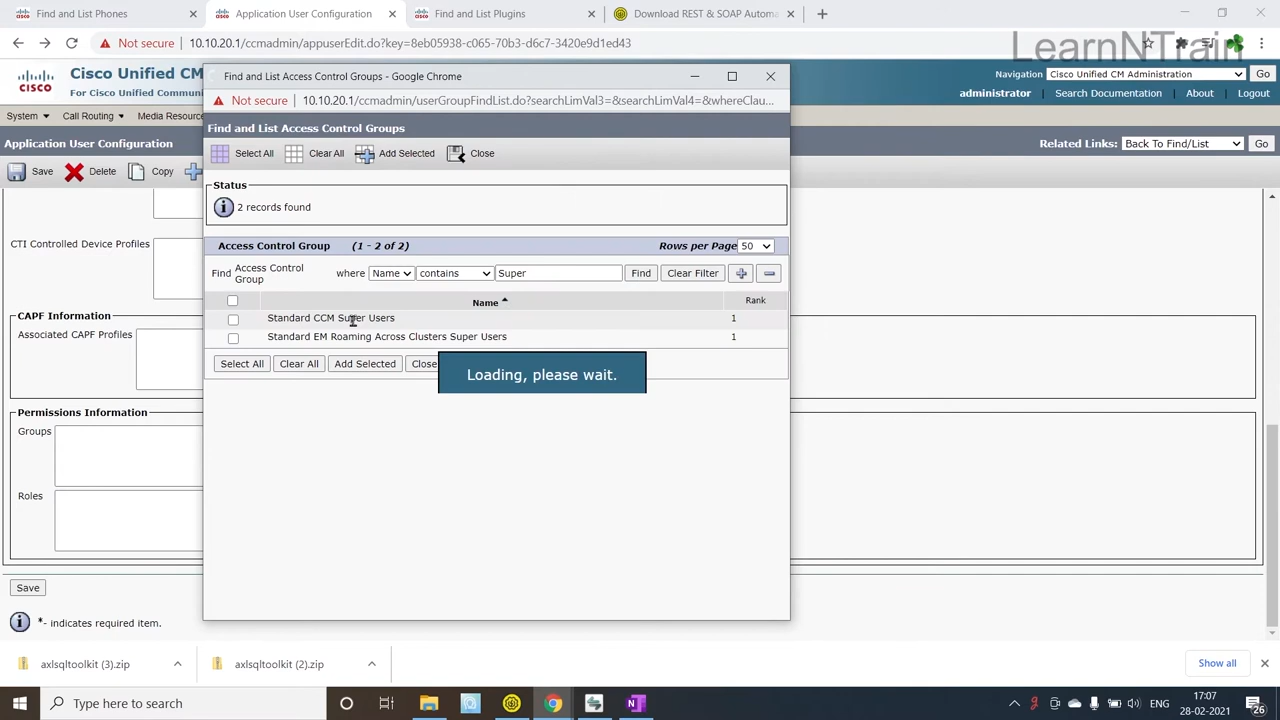 Find and List Phones
Application User Configuration
Find and List Plugins
Download REST & SOAP Automa
Not secure
10.10.20.1/ccmadmin/appuserEdit.do?key=8eb05938-c065-70b3-d6c7-3420e9d1ed43
LearnNTrain
CISCO
Cisco Unified CM
For Cisco Unified Commun
Navigation Cisco Unified CM Administration Go
administrator Search Documentation About Logout
System Call Routing Media Resource
Application User Configuration
Related Links: Back To Find/List Go
Save Delete Copy
CTI Controlled Device Profiles
CAPF Information
Associated CAPF Profiles
Permissions Information
Groups
Roles
Save
*- indicates required item.
Find and List Access Control Groups - Google Chrome
Not secure 10.10.20.1/ccmadmin/userGroupFindList.do?searchLimVal3=&searchLimVal4=&whereClau...
Find and List Access Control Groups
Select All Clear All Add Selected Close
Status
2 records found
Access Control Group (1 - 2 of 2) Rows per Page 50
Find Access Control Group where Name contains Super Find Clear Filter
Name Rank
Standard CCM Super Users 1
Standard EM Roaming Across Clusters Super Users 1
Select All Clear All Add Selected Close
Loading, please wait.
axlsqltoolkit (3).zip
axlsqltoolkit (2).zip
Show all
Type here to search
ENG
17:07
28-02-2021
26